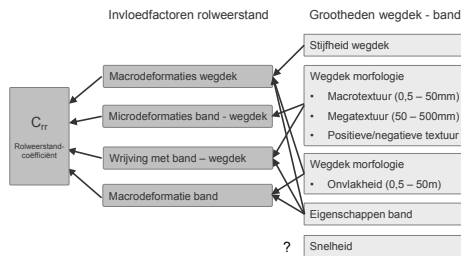 Invloedfactoren rolweerstand
Grootheden wegdek - band
Stijfheid wegdek
Macrodeformaties wegdek
Wegdek morfologie
• Macrotextuur (0,5 – 50mm)
• Megatextuur (50 – 500mm)
• Positieve/negatieve textuur
Crr
Rolweerstand-
coëfficiënt
Microdeformaties band - wegdek
Wrijving met band – wegdek
Wegdek morfologie
• Onvlakheid (0,5 – 50m)
Macrodeformatie band
Eigenschappen band
? Snelheid